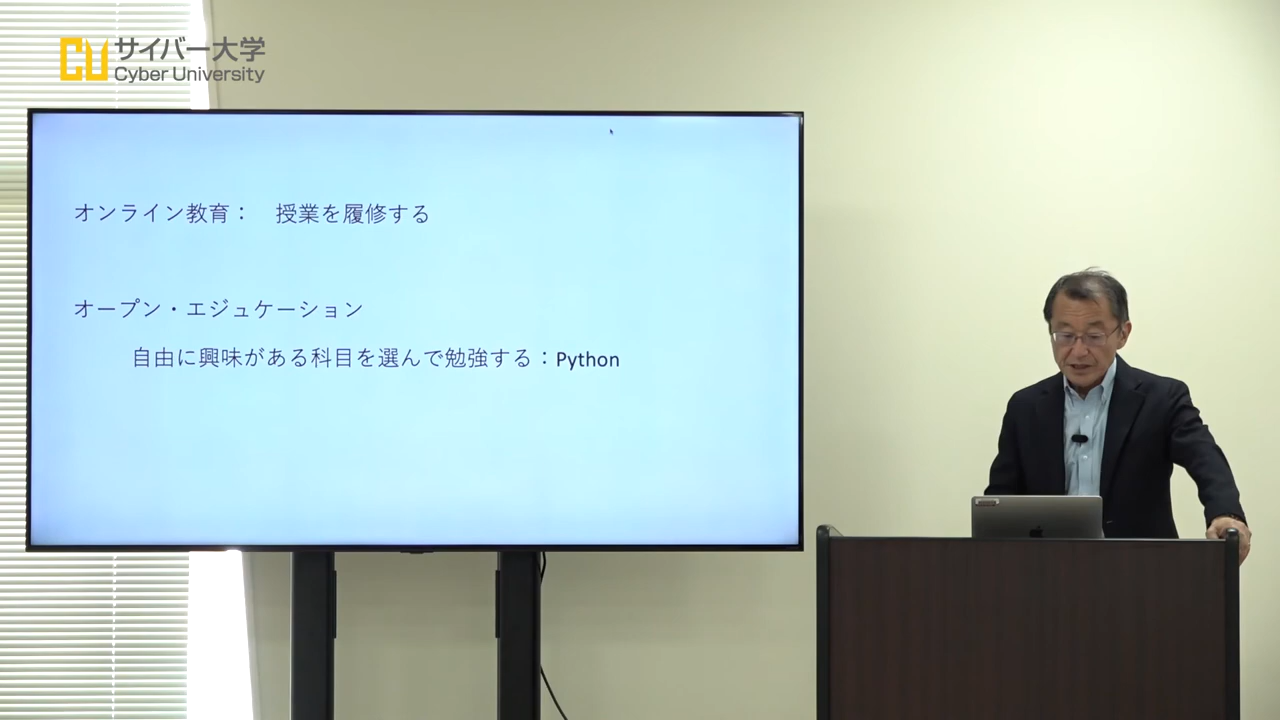 サイバー大学
Cyber University
オンライン教育：　授業を履修する
オープン・エジュケーション
自由に興味がある科目を選んで勉強する：Python